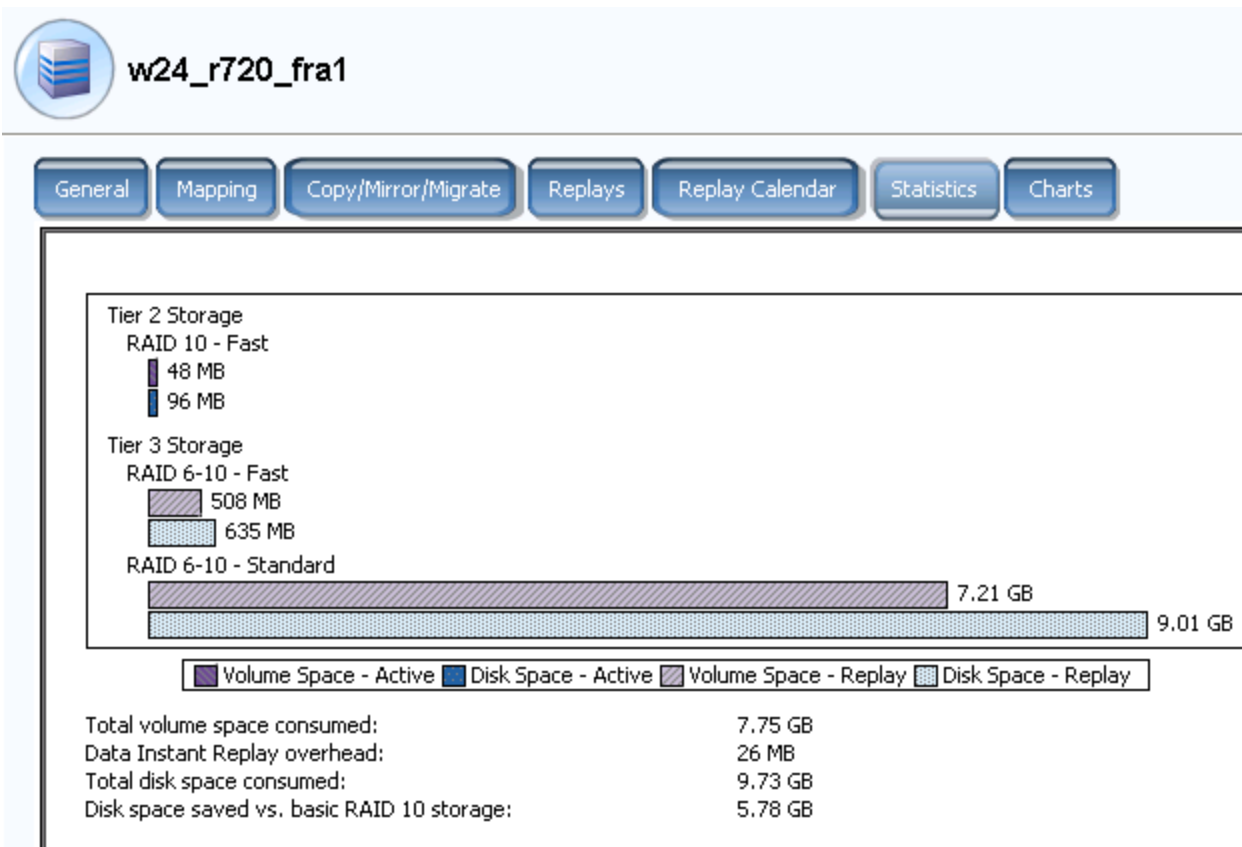 w24_r720_fra1
General Mapping Copy/Mirror/Migrate Replays Replay Calendar Statistics Charts
Tier 2 Storage
RAID 10 - Fast
48 MB
96 MB
Tier 3 Storage
RAID 6-10 - Fast
508 MB
635 MB
RAID 6-10 - Standard
7.21 GB
9.01 GB
Volume Space - Active Disk Space - Active Volume Space - Replay Disk Space - Replay
Total volume space consumed: 7.75 GB
Data Instant Replay overhead: 26 MB
Total disk space consumed: 9.73 GB
Disk space saved vs. basic RAID 10 storage: 5.78 GB